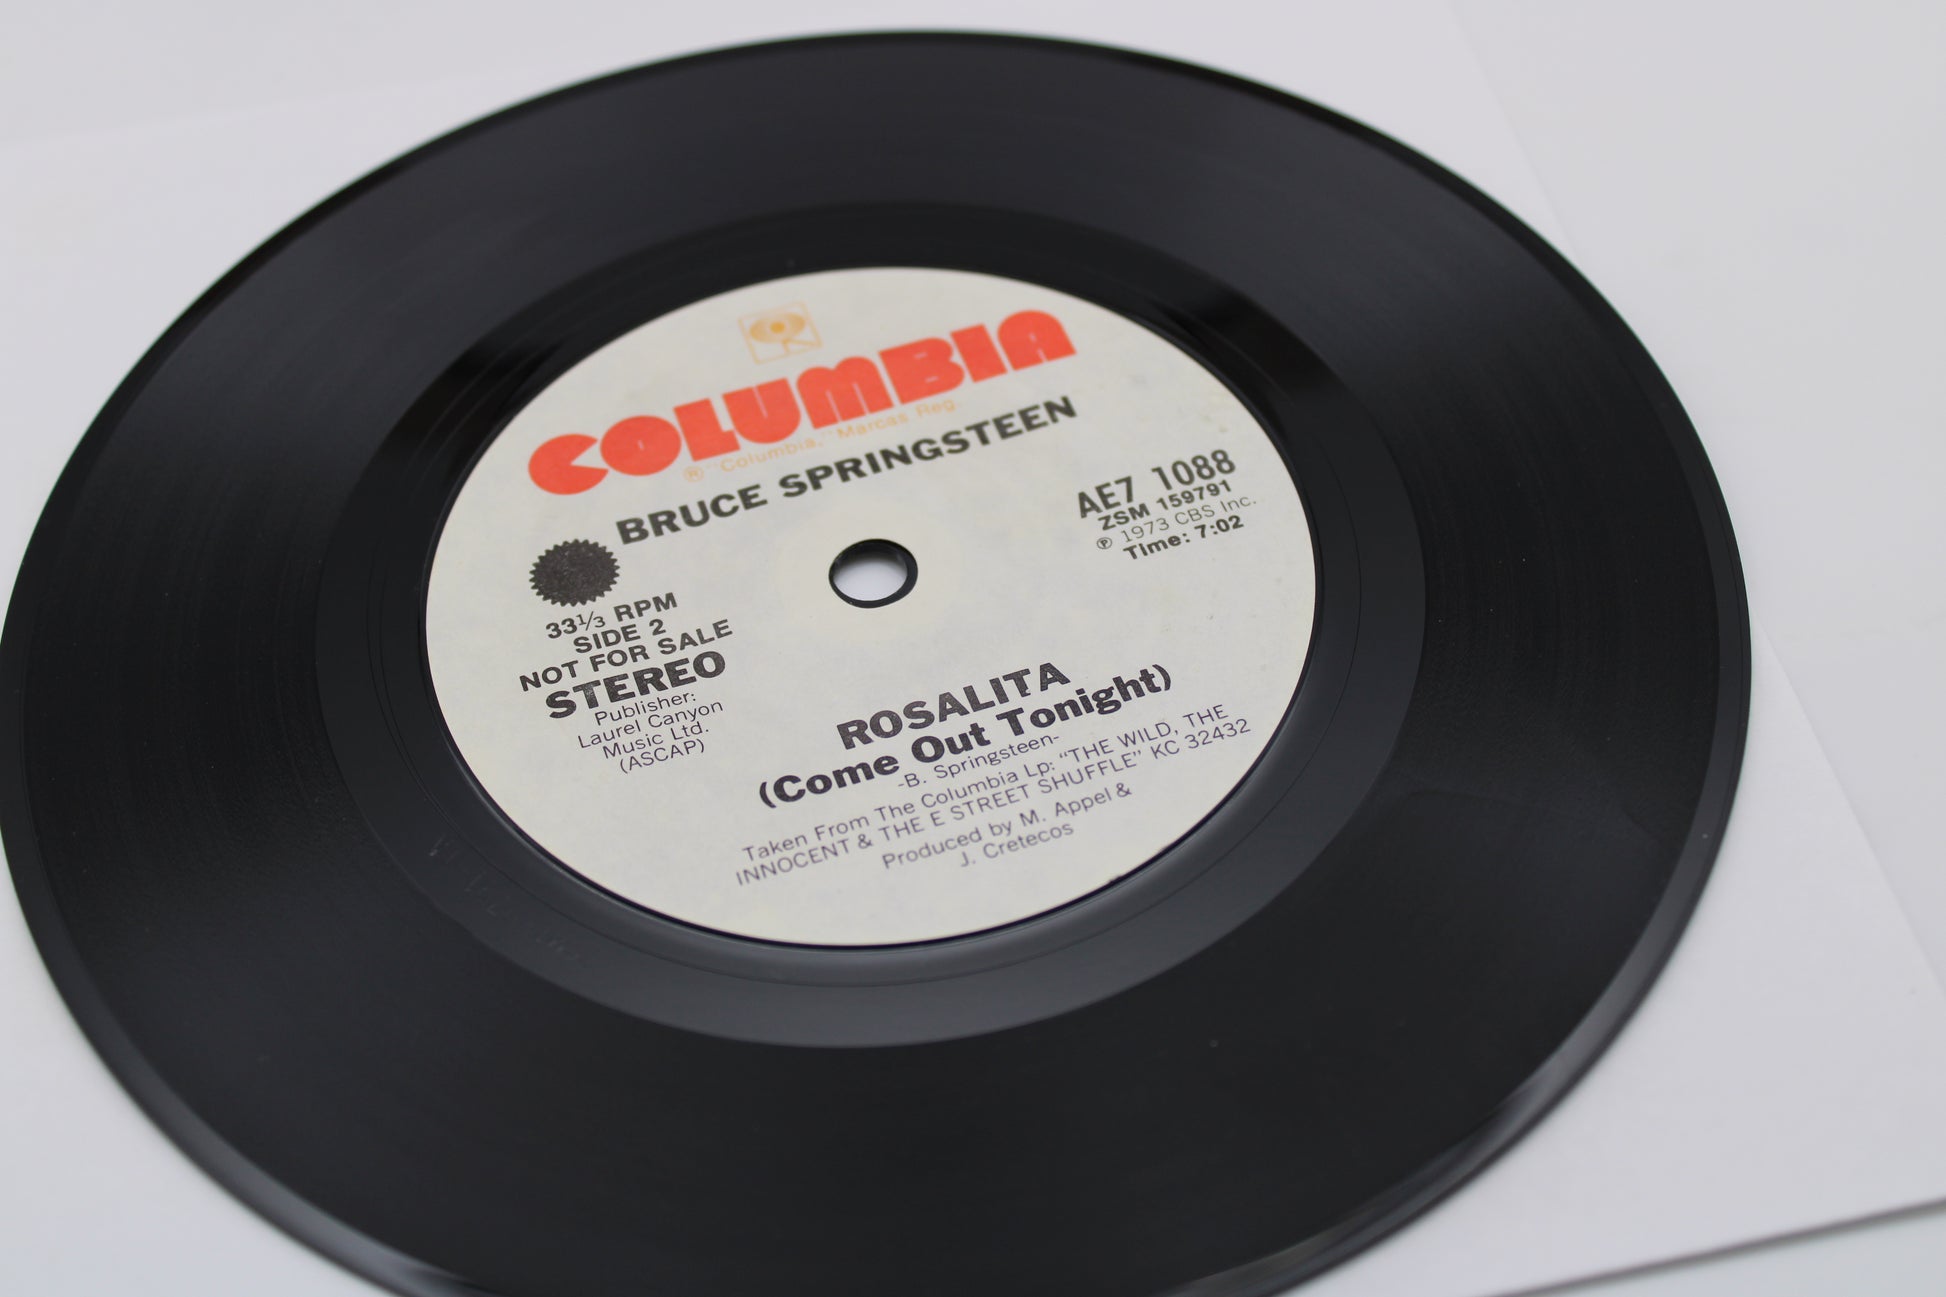 COLUMBIA
® "Columbia," Marcas Reg.
BRUCE SPRINGSTEEN
AE7 1088
ZSM 159791
℗ 1973 CBS Inc.
Time: 7:02
33⅓ RPM
SIDE 2
NOT FOR SALE
STEREO
Publisher:
Laurel Canyon
Music Ltd.
(ASCAP)
ROSALITA
(Come Out Tonight)
-B. Springsteen-
Taken From The Columbia Lp: "THE WILD, THE
INNOCENT & THE E STREET SHUFFLE" KC 32432
Produced by M. Appel &
J. Cretecos